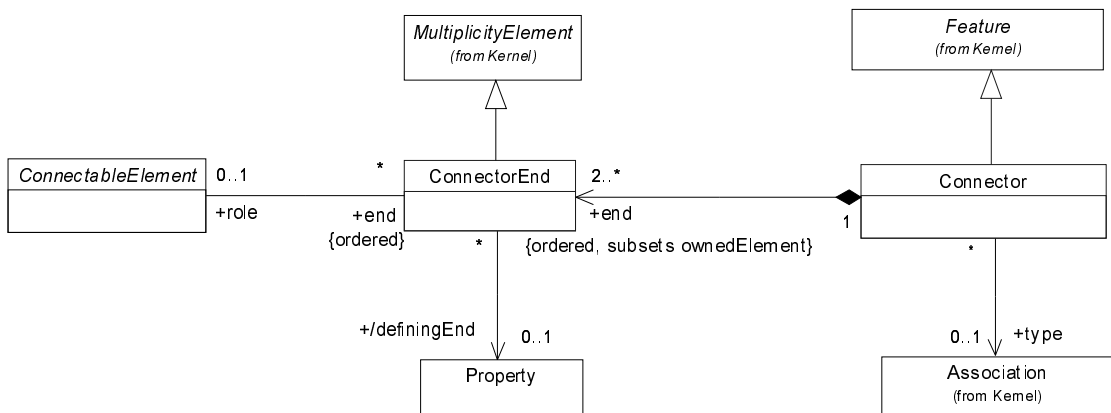 MultiplicityElement
(from Kernel)
Feature
(from Kernel)
ConnectableElement
0..1
+role
*
+end
{ordered}
ConnectorEnd
2..*
+end
{ordered, subsets ownedElement}
1
Connector
*
+/definingEnd
0..1
Property
*
0..1
+type
Association
(from Kernel)